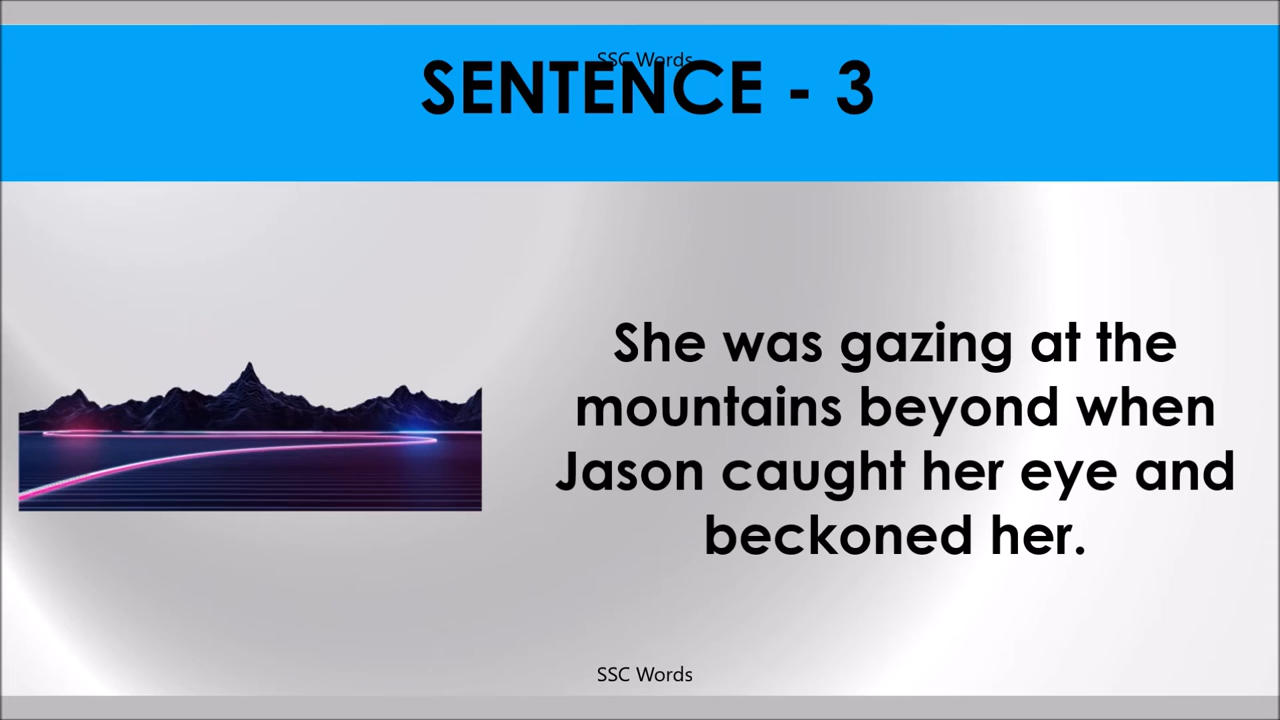 SSC Words
SENTENCE - 3
She was gazing at the
mountains beyond when
Jason caught her eye and
beckoned her.
SSC Words